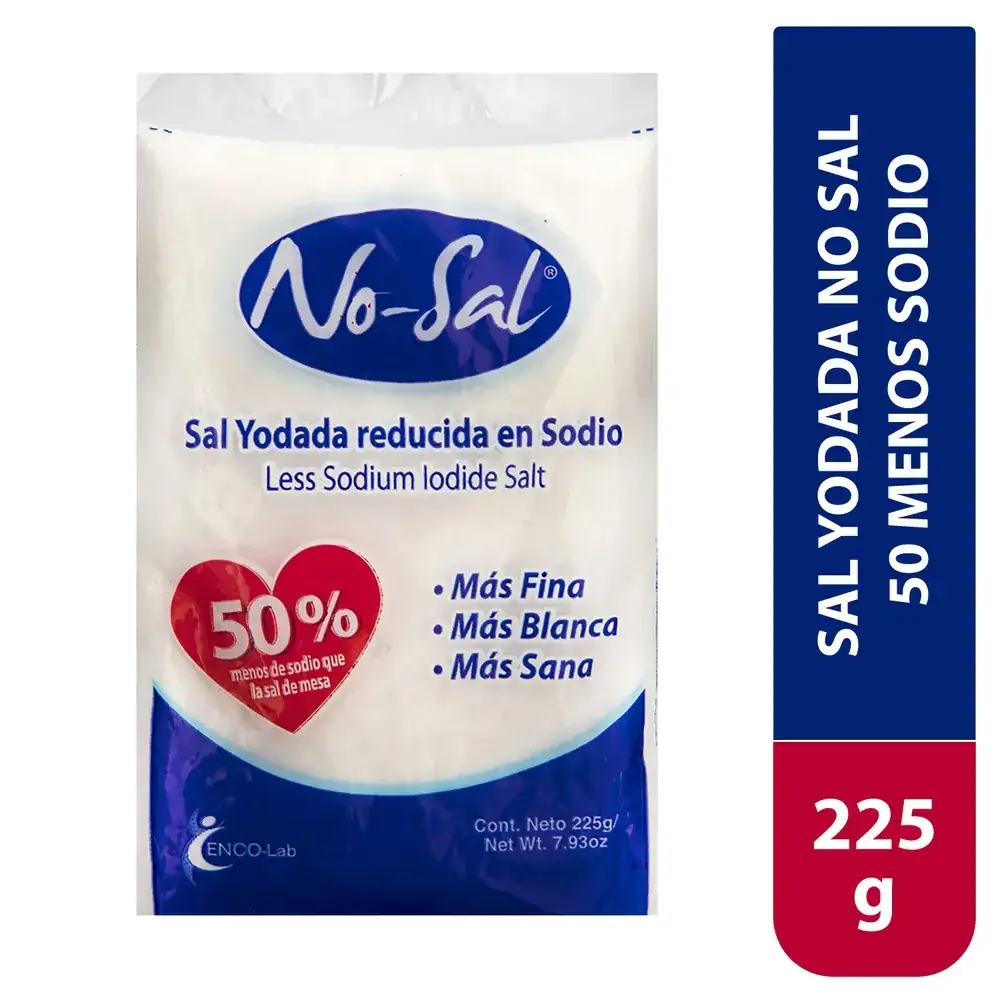 No-Sal®
Sal Yodada reducida en Sodio
Less Sodium Iodide Salt
50%
menos de sodio que
la sal de mesa
• Más Fina
• Más Blanca
• Más Sana
ENCO-Lab
Cont. Neto 225g/
Net Wt. 7.93oz
SAL YODADA NO SAL
50 MENOS SODIO
225
g